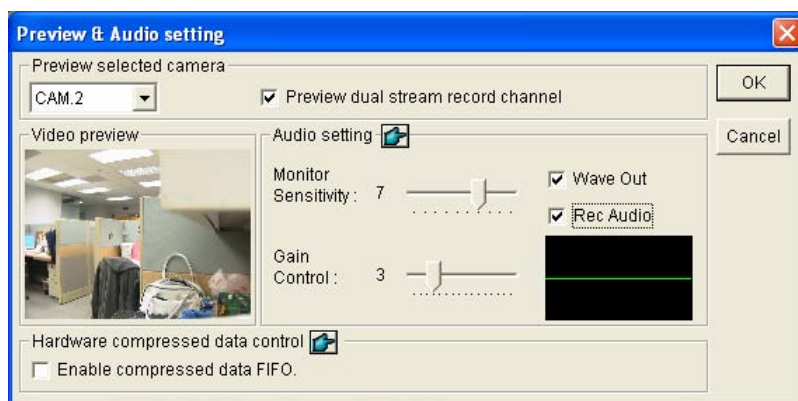 Preview & Audio setting
Preview selected camera
CAM.2
Preview dual stream record channel
OK
Cancel
Video preview
Audio setting
Monitor
Sensitivity : 7
Wave Out
Rec Audio
Gain
Control : 3
Hardware compressed data control
Enable compressed data FIFO.